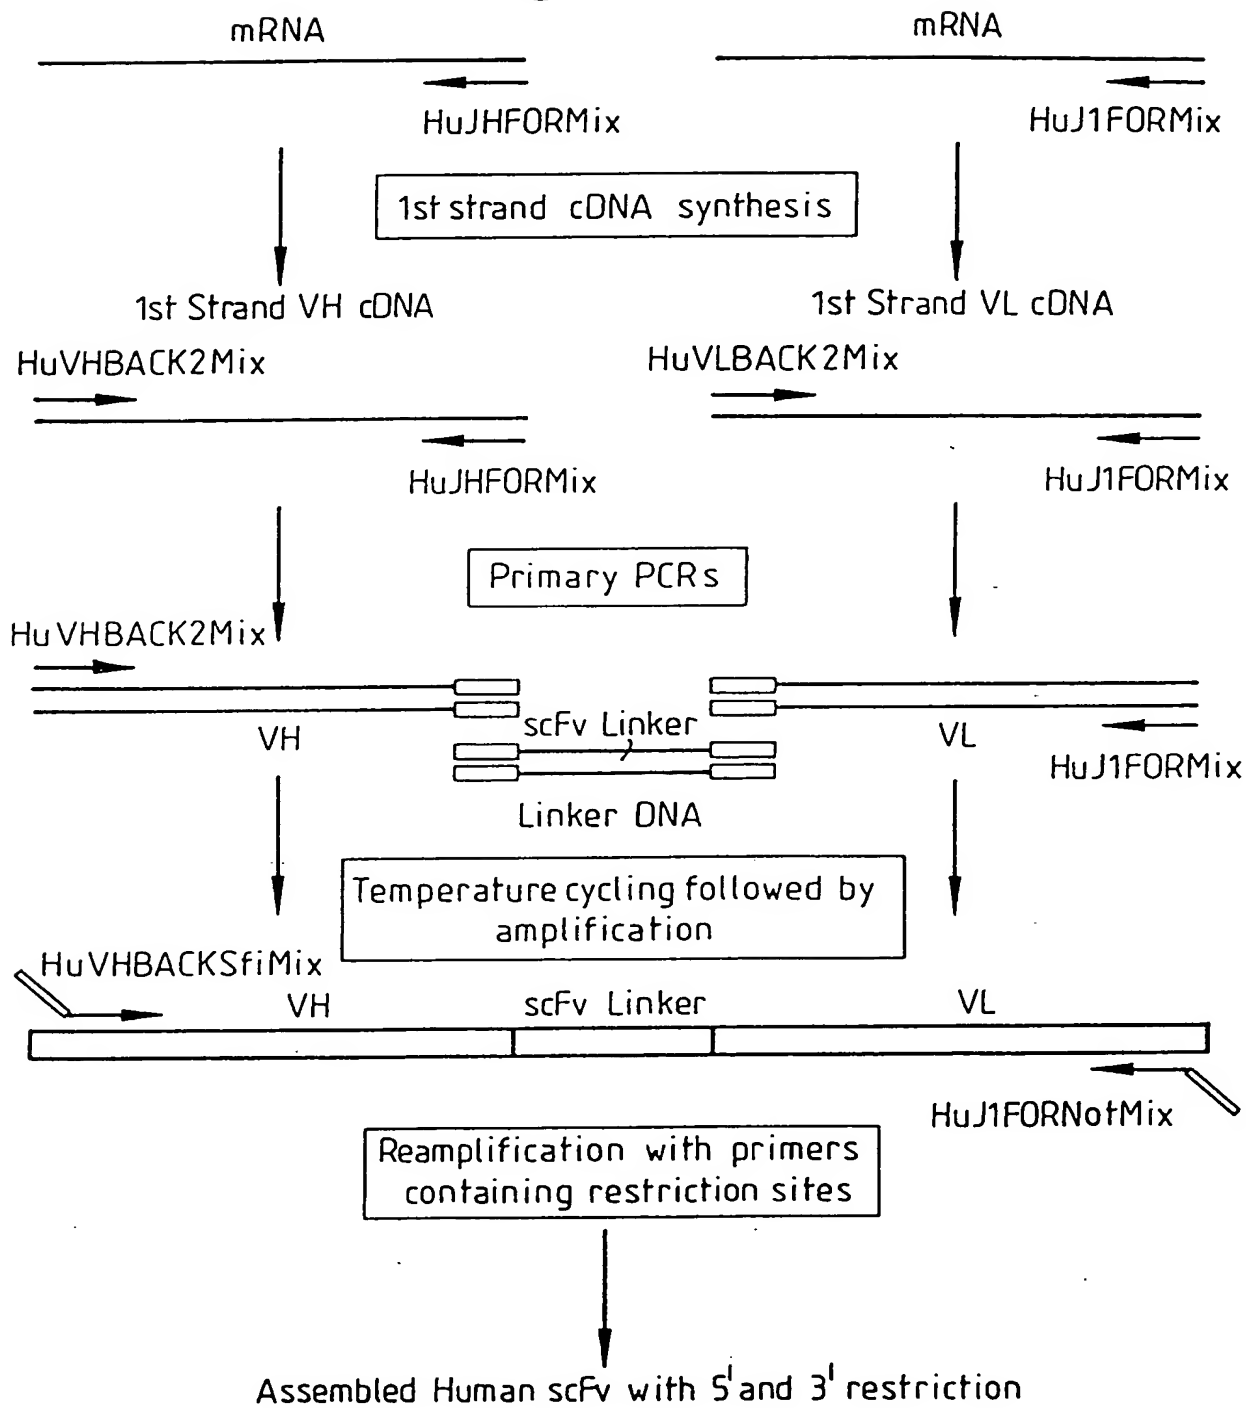 mRNA
mRNA
HuJHFORMix
HuJ1FORMix
1st strand cDNA synthesis
1st Strand VH cDNA
1st Strand VL cDNA
HuVHBACK2Mix
HuVLBACK2Mix
HuJHFORMix
HuJ1FORMix
Primary PCRs
HuVHBACK2Mix
VH
scFv Linker
VL
HuJ1FORMix
Linker DNA
Temperature cycling followed by
amplification
HuVHBACKSfiMix
VH
scFv Linker
VL
HuJ1FORNotMix
Reamplification with primers
containing restriction sites
Assembled Human scFv with 5' and 3' restriction